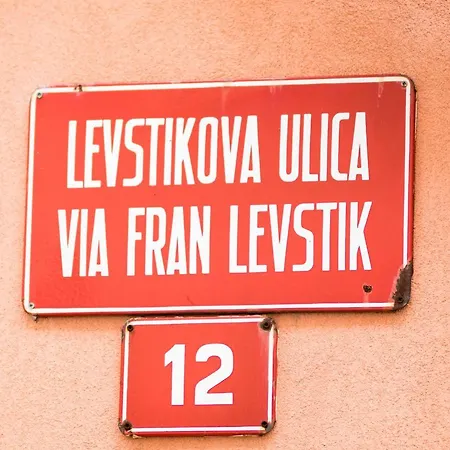 LEVSTIKOVA ULICA
VIA FRAN LEVSTIK
12